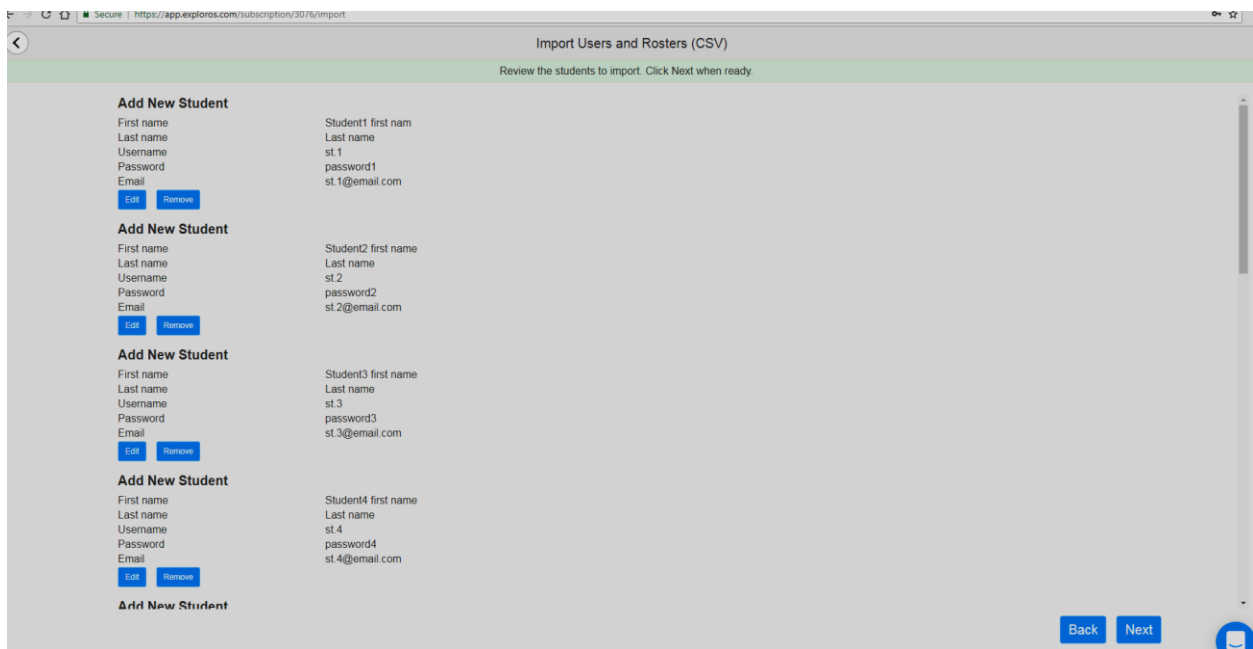 Secure | https://app.exploros.com/subscription/3076/import
Import Users and Rosters (CSV)
Review the students to import. Click Next when ready.
Add New Student
First name Student1 first nam
Last name Last name
Username st.1
Password password1
Email st.1@email.com
Edit Remove
Add New Student
First name Student2 first name
Last name Last name
Username st.2
Password password2
Email st.2@email.com
Edit Remove
Add New Student
First name Student3 first name
Last name Last name
Username st.3
Password password3
Email st.3@email.com
Edit Remove
Add New Student
First name Student4 first name
Last name Last name
Username st.4
Password password4
Email st.4@email.com
Edit Remove
Add New Student
Back Next